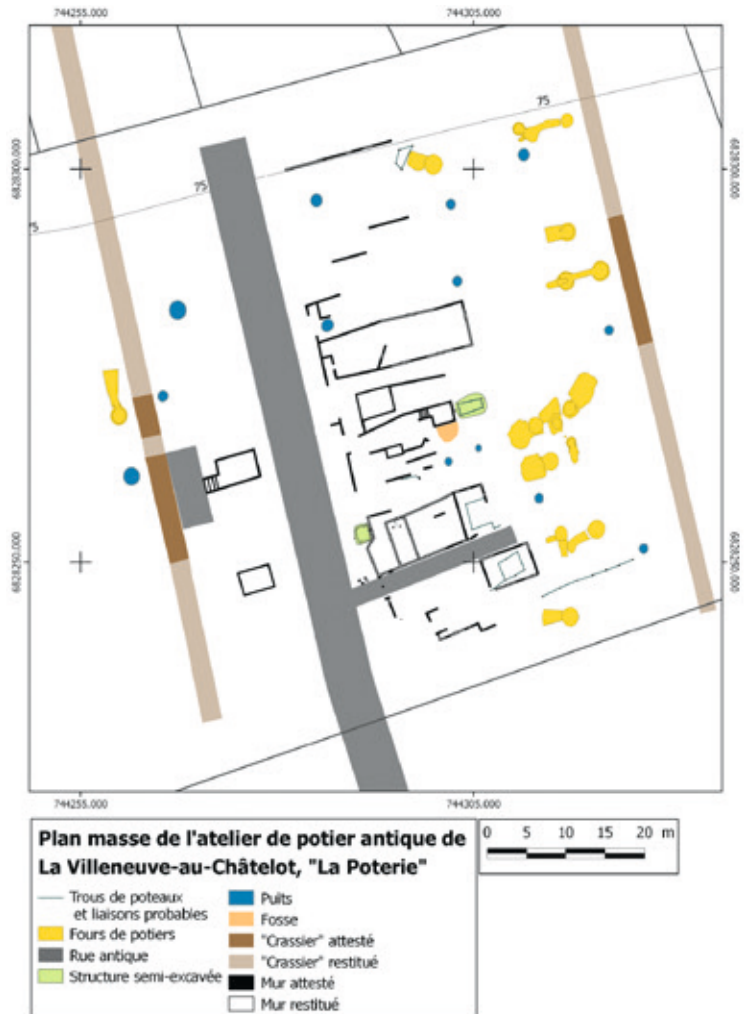 744255.000
744305.000
75
6828300.000
6828300.000
75
75
6828250.000
6828250.000
744255.000
744305.000
Plan masse de l'atelier de potier antique de
La Villeneuve-au-Châtelot, "La Poterie"
Trous de poteaux
et liaisons probables
Fours de potiers
Rue antique
Structure semi-excavée
Puits
Fosse
"Crassier" attesté
"Crassier" restitué
Mur attesté
Mur restitué
0 5 10 15 20 m